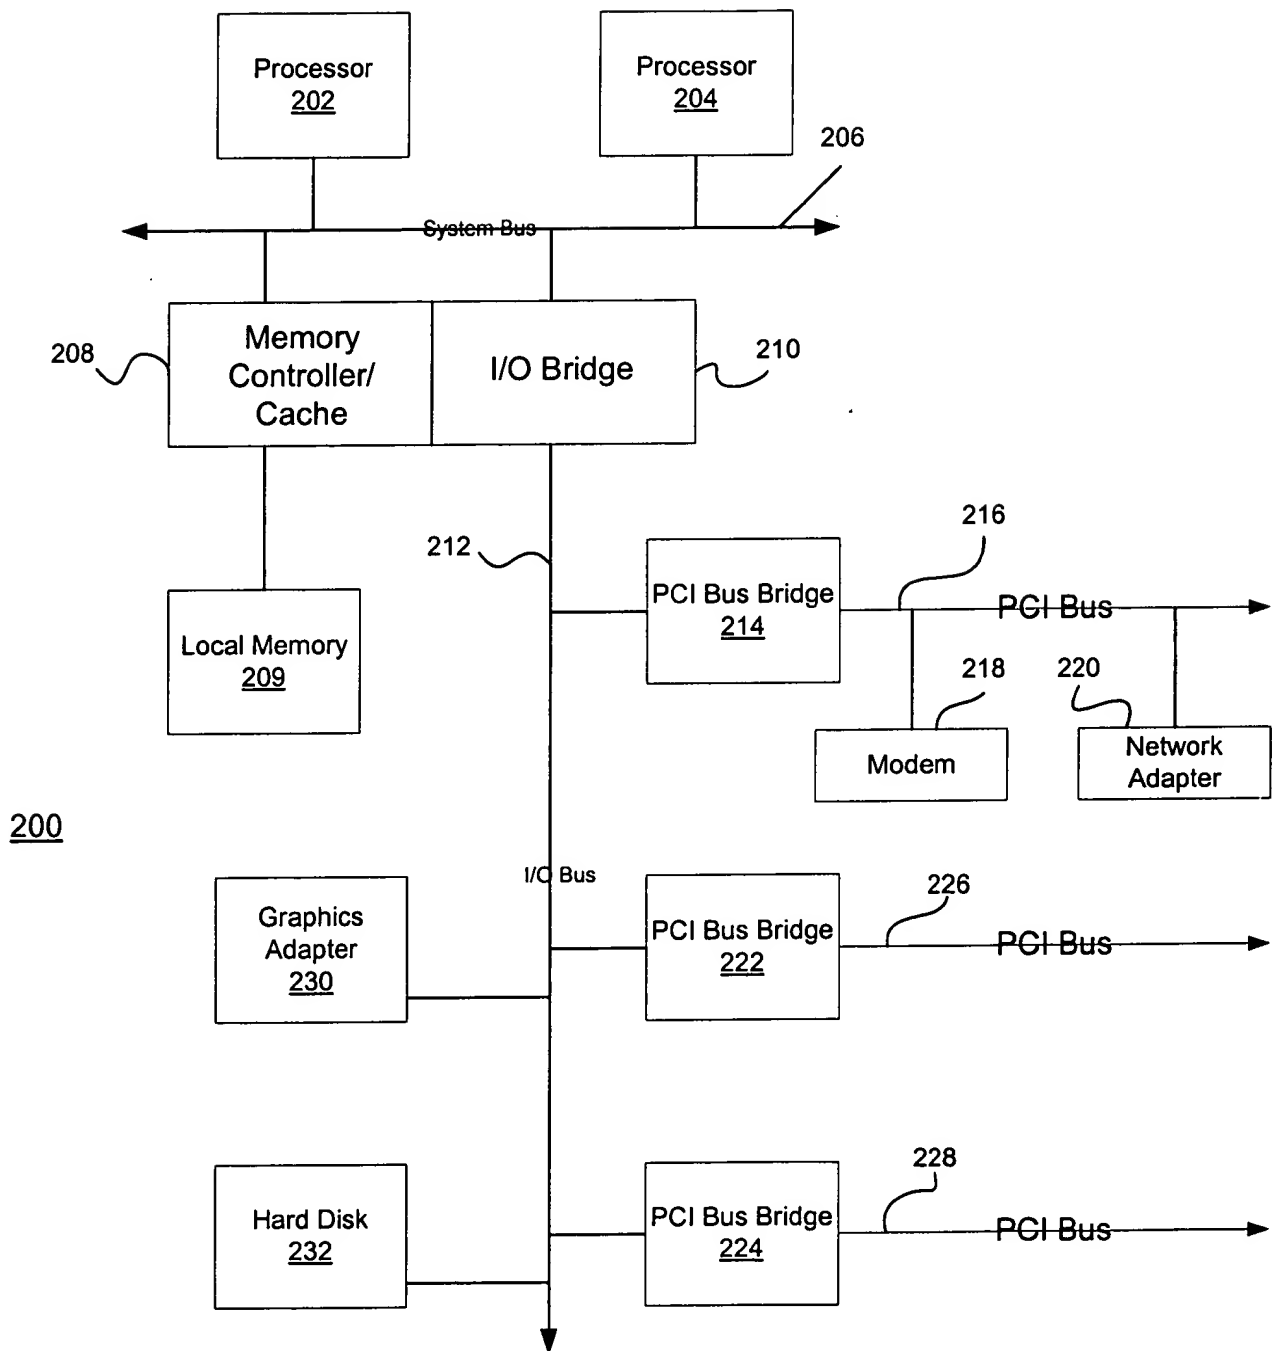 Processor
202
Processor
204
206
System Bus
208
Memory
Controller/
Cache
I/O Bridge
210
212
PCI Bus Bridge
214
216
PCI Bus
Local Memory
209
218
Modem
220
Network
Adapter
200
I/O Bus
Graphics
Adapter
230
PCI Bus Bridge
222
226
PCI Bus
Hard Disk
232
PCI Bus Bridge
224
228
PCI Bus